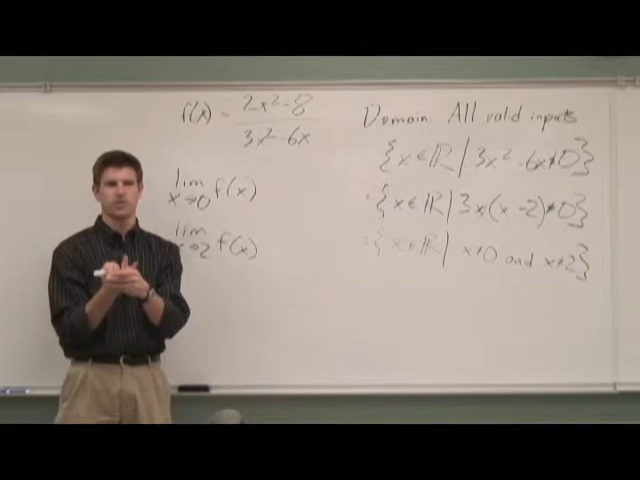 f(x) = 2x² - 8 / 3x² - 6x
lim x→0 f(x)
lim x→2 f(x)
Domain All valid inputs
{x ∈ ℝ | 3x² - 6x ≠ 0}
= {x ∈ ℝ | 3x(x - 2) ≠ 0}
= {x ∈ ℝ | x ≠ 0 and x ≠ 2}